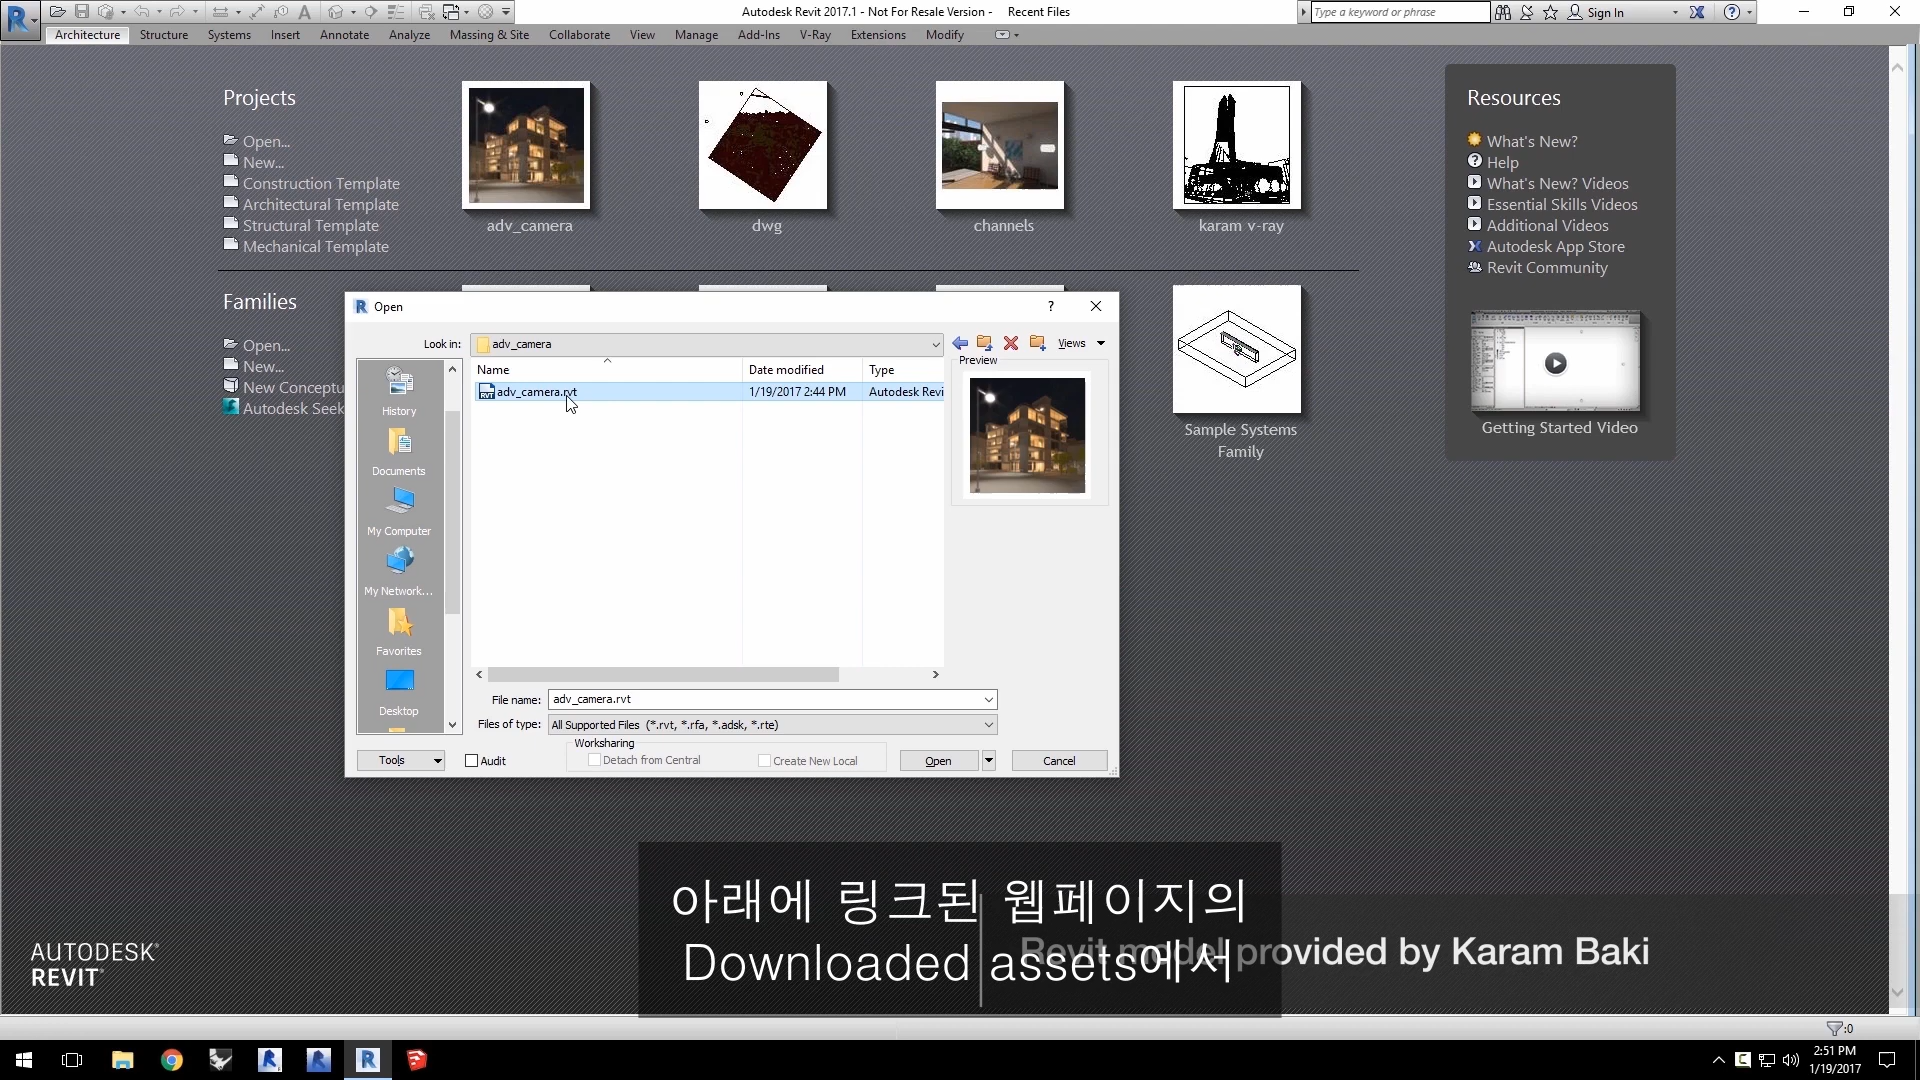 Autodesk Revit 2017.1 - Not For Resale Version - Recent Files
Type a keyword or phrase
Sign In
Architecture Structure Systems Insert Annotate Analyze Massing & Site Collaborate View Manage Add-Ins V-Ray Extensions Modify
Projects
Open...
New...
Construction Template
Architectural Template
Structural Template
Mechanical Template
adv_camera
dwg
channels
karam v-ray
Resources
What's New?
Help
What's New? Videos
Essential Skills Videos
Additional Videos
Autodesk App Store
Revit Community
Getting Started Video
Families
Open...
New...
New Conceptu
Autodesk Seek
Sample Systems
Family
Open
Look in: adv_camera
Views
Name Date modified Type
adv_camera.rvt 1/19/2017 2:44 PM Autodesk Revi
Preview
History
Documents
My Computer
My Network...
Favorites
Desktop
File name: adv_camera.rvt
Files of type: All Supported Files (*.rvt, *.rfa, *.adsk, *.rte)
Worksharing
Tools Audit Detach from Central Create New Local Open Cancel
아래에 링크된 웹페이지의
Downloaded assets에서
Revit model provided by Karam Baki
AUTODESK
REVIT
:0
2:51 PM
1/19/2017